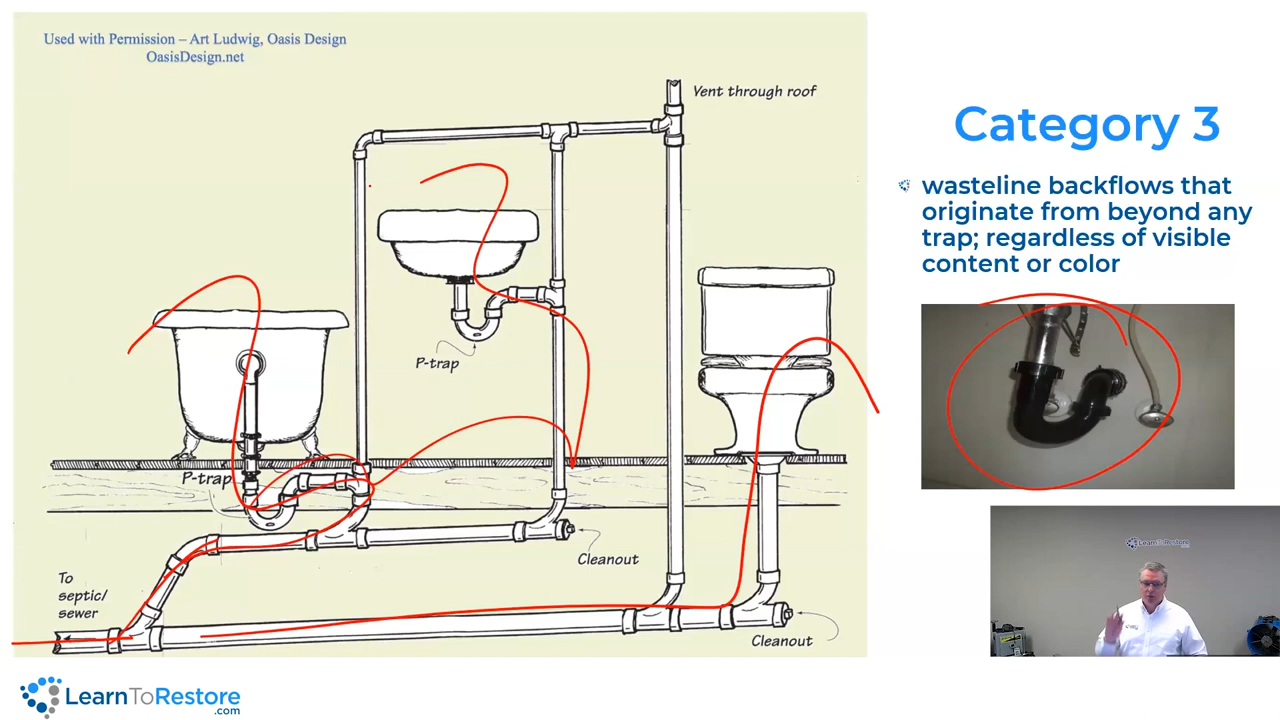 Used with Permission – Art Ludwig, Oasis Design
OasisDesign.net
Vent through roof
P-trap
P-trap
Cleanout
To
septic/
sewer
Cleanout
Category 3
wasteline backflows that
originate from beyond any
trap; regardless of visible
content or color
LearnToRestore
LearnToRestore
.com